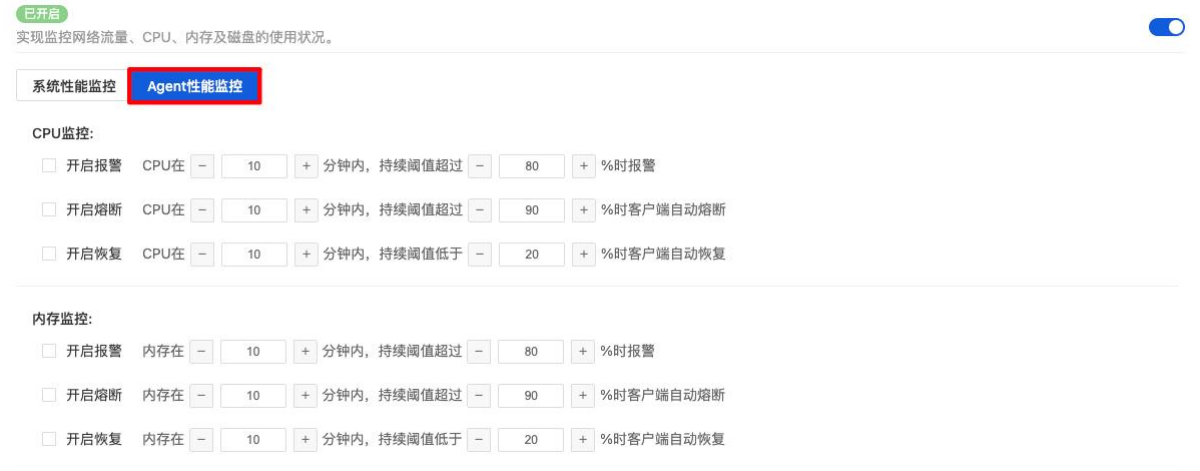 已开启
实现监控网络流量、CPU、内存及磁盘的使用状况。
系统性能监控 Agent性能监控
CPU监控:
开启报警 CPU在 − 10 + 分钟内，持续阈值超过 − 80 + %时报警
开启熔断 CPU在 − 10 + 分钟内，持续阈值超过 − 90 + %时客户端自动熔断
开启恢复 CPU在 − 10 + 分钟内，持续阈值低于 − 20 + %时客户端自动恢复
内存监控:
开启报警 内存在 − 10 + 分钟内，持续阈值超过 − 80 + %时报警
开启熔断 内存在 − 10 + 分钟内，持续阈值超过 − 90 + %时客户端自动熔断
开启恢复 内存在 − 10 + 分钟内，持续阈值低于 − 20 + %时客户端自动恢复